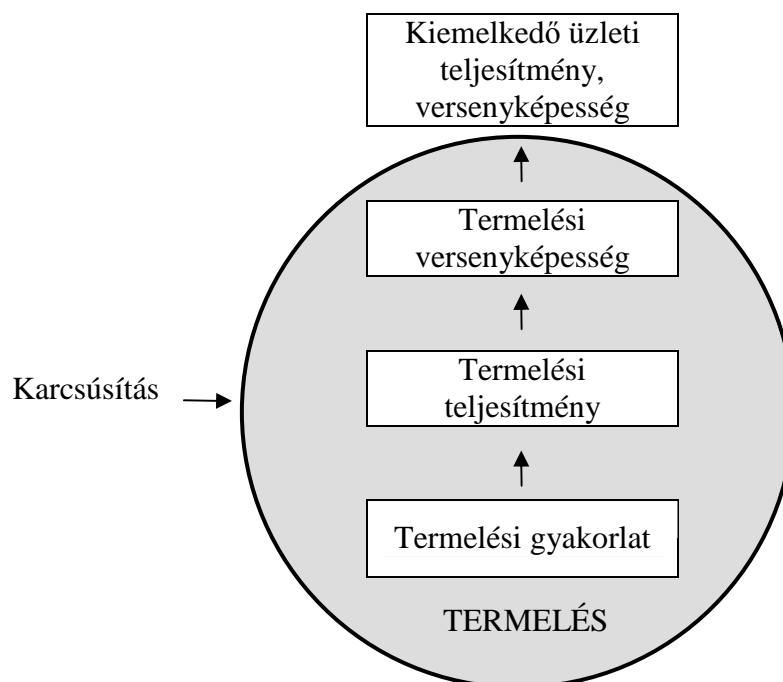 Kiemelkedő üzleti
teljesítmény,
versenyképesség
Termelési
versenyképesség
Karcsúsítás
Termelési
teljesítmény
Termelési gyakorlat
TERMELÉS